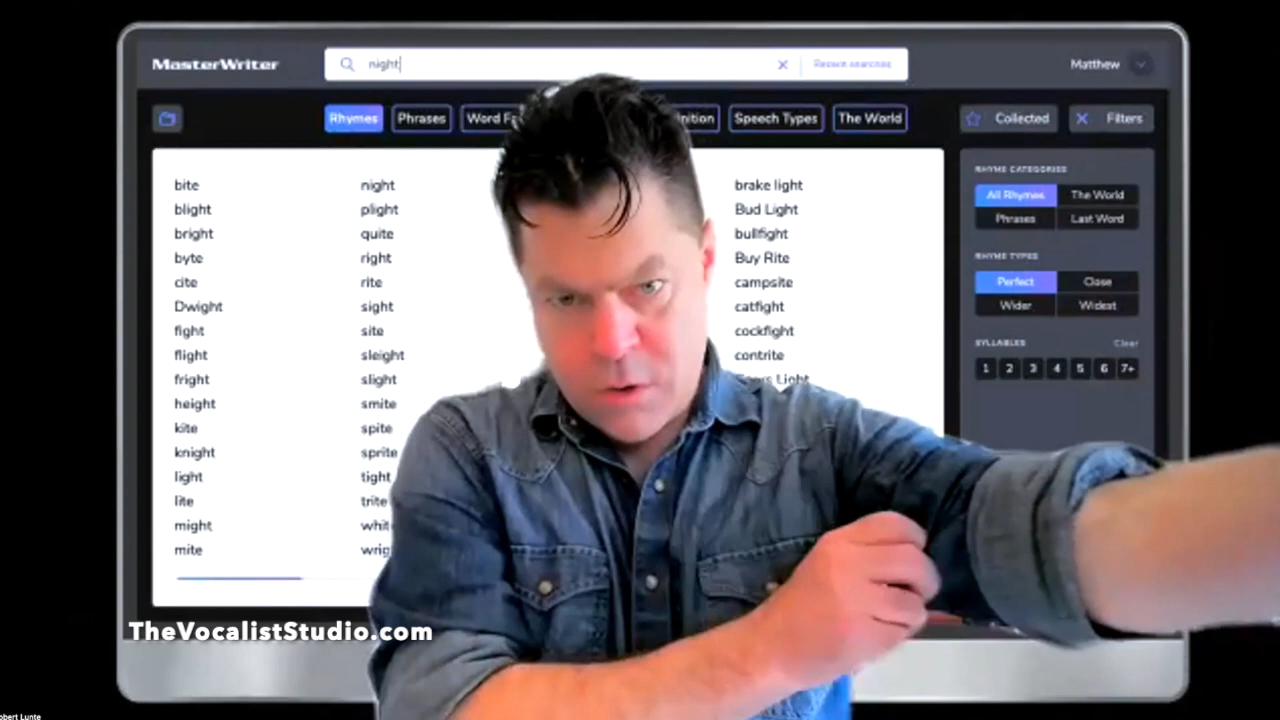 MasterWriter
night
Recent searches
Matthew
Rhymes
Phrases
Word
Speech Types
The World
Collected
Filters
bite
blight
bright
byte
cite
Dwight
fight
flight
fright
height
kite
knight
light
lite
might
mite
night
plight
quite
right
rite
sight
site
sleight
slight
smite
spite
sprite
tight
trite
brake light
Bud Light
bullfight
Buy Rite
campsite
catfight
cockfight
contrite
Light
RHYME CATEGORIES
All Rhymes
The World
Phrases
Last Word
RHYME TYPES
Perfect
Close
Wider
Widest
SYLLABLES
Clear
1 2 3 4 5 6 7+
TheVocalistStudio.com
Lunte